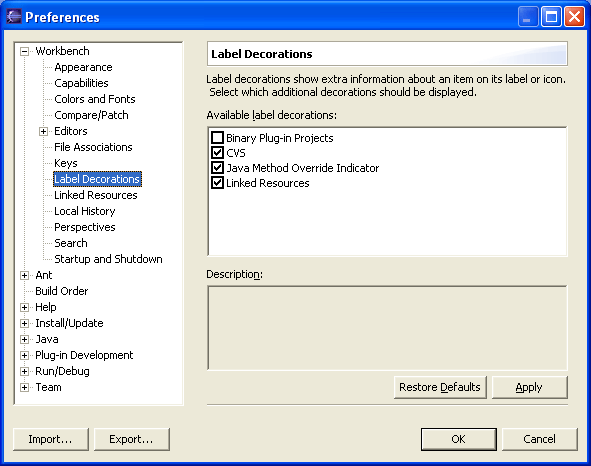 Preferences
Workbench
Appearance
Capabilities
Colors and Fonts
Compare/Patch
Editors
File Associations
Keys
Label Decorations
Linked Resources
Local History
Perspectives
Search
Startup and Shutdown
Ant
Build Order
Help
Install/Update
Java
Plug-in Development
Run/Debug
Team
Label Decorations
Label decorations show extra information about an item on its label or icon.
Select which additional decorations should be displayed.
Available label decorations:
Binary Plug-in Projects
CVS
Java Method Override Indicator
Linked Resources
Description:
Restore Defaults
Apply
Import...
Export...
OK
Cancel